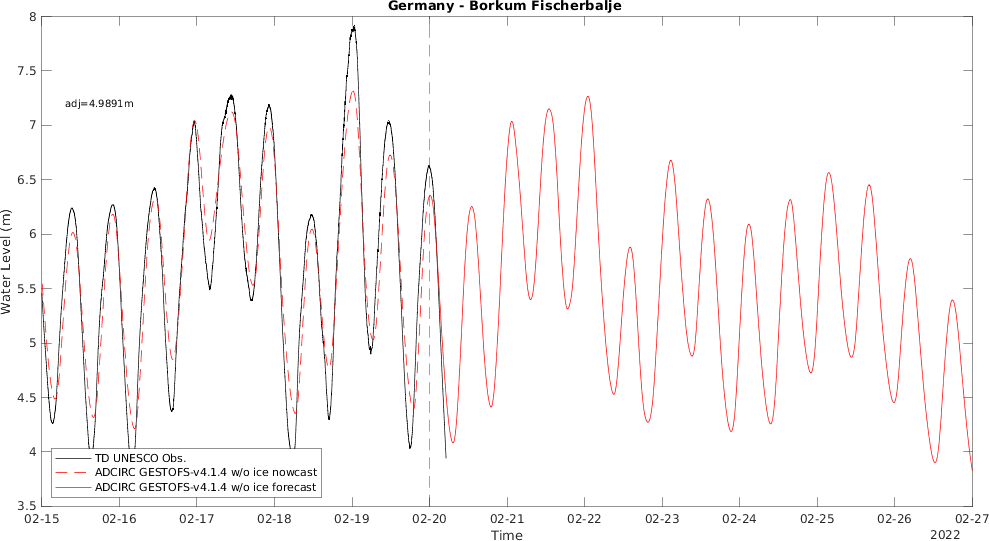 Germany - Borkum Fischerbalje
8
7.5
7
6.5
6
5.5
5
4.5
4
3.5
Water Level (m)
adj=4.9891m
TD UNESCO Obs.
ADCIRC GESTOFS-v4.1.4 w/o ice nowcast
ADCIRC GESTOFS-v4.1.4 w/o ice forecast
02-15 02-16 02-17 02-18 02-19 02-20 02-21 02-22 02-23 02-24 02-25 02-26 02-27
Time
2022